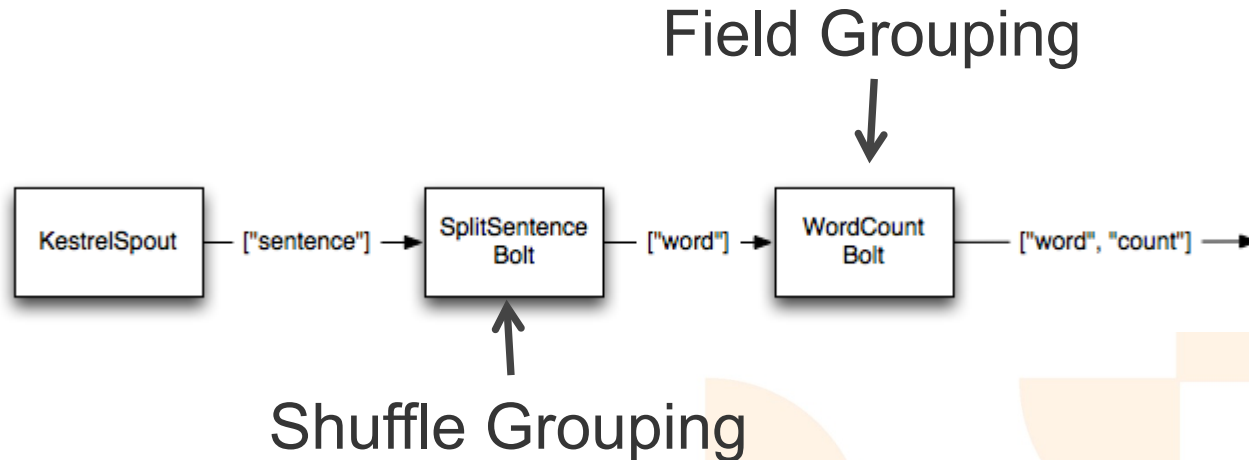 Field Grouping
KestrelSpout
["sentence"]
SplitSentence
Bolt
["word"]
WordCount
Bolt
["word", "count"]
Shuffle Grouping